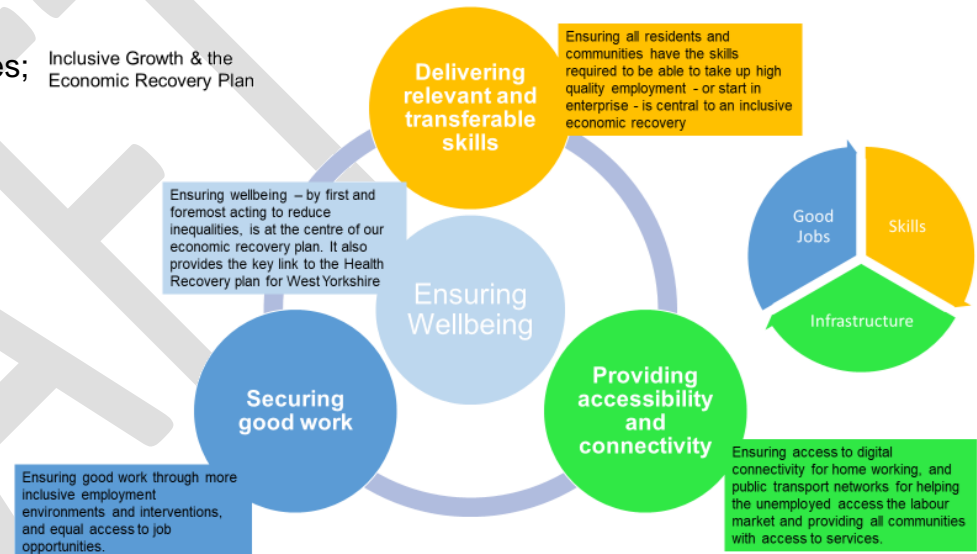 es;
Inclusive Growth & the
Economic Recovery Plan
Delivering
relevant and
transferable
skills
Ensuring all residents and
communities have the skills
required to be able to take up high
quality employment - or start in
enterprise - is central to an inclusive
economic recovery
Ensuring wellbeing – by first and
foremost acting to reduce
inequalities, is at the centre of our
economic recovery plan. It also
provides the key link to the Health
Recovery plan for West Yorkshire
Ensuring
Wellbeing
Good
Jobs
Skills
Infrastructure
Securing
good work
Providing
accessibility
and
connectivity
Ensuring good work through more
inclusive employment
environments and interventions,
and equal access to job
opportunities.
Ensuring access to digital
connectivity for home working, and
public transport networks for helping
the unemployed access the labour
market and providing all communities
with access to services.